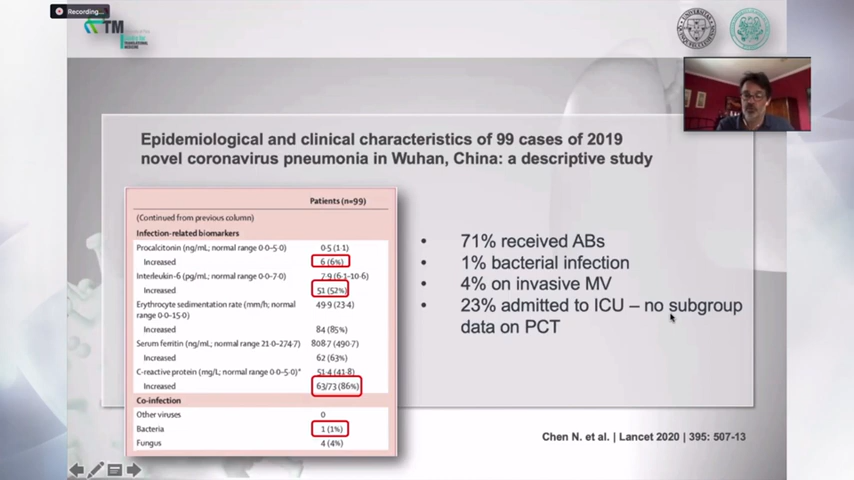 Recording...
TM
TRANSLATIONAL
MEDICINE
Epidemiological and clinical characteristics of 99 cases of 2019
novel coronavirus pneumonia in Wuhan, China: a descriptive study
Patients (n=99)
(Continued from previous column)
Infection-related biomarkers
Procalcitonin (ng/mL; normal range 0·0–5·0) 0·5 (1·1)
Increased 6 (6%)
Interleukin-6 (pg/mL; normal range 0·0–7·0) 7·9 (6·1–10·6)
Increased 51 (52%)
Erythrocyte sedimentation rate (mm/h; normal 49·9 (23·4)
range 0·0–15·0)
Increased 84 (85%)
Serum ferritin (ng/mL; normal range 21·0–274·7) 808·7 (490·7)
Increased 62 (63%)
C-reactive protein (mg/L; normal range 0·0–5·0)* 51·4 (41·8)
Increased 63/73 (86%)
Co-infection
Other viruses 0
Bacteria 1 (1%)
Fungus 4 (4%)
• 71% received ABs
• 1% bacterial infection
• 4% on invasive MV
• 23% admitted to ICU – no subgroup
data on PCT
Chen N. et al. | Lancet 2020 | 395: 507-13